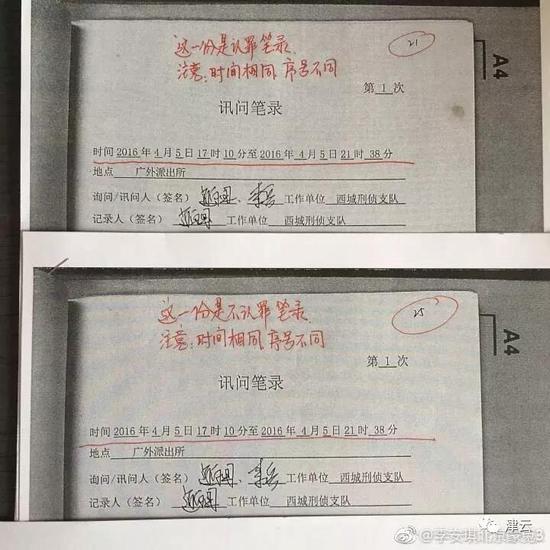 这一份是认罪笔录
注意:时间相同,序号不同
21
A4
第 1 次
讯问笔录
时间 2016 年 4 月 5 日 17 时 10 分至 2016 年 4 月 5 日 21 时 38 分
地点 广外派出所
询问/讯问人（签名） 、 工作单位 西城刑侦支队
记录人（签名） 工作单位 西城刑侦支队
这一份是不认罪笔录
注意:时间相同,序号不同
25
A4
第 1 次
讯问笔录
时间 2016 年 4 月 5 日 17 时 10 分至 2016 年 4 月 5 日 21 时 38 分
地点 广外派出所
询问/讯问人（签名） 、 工作单位 西城刑侦支队
记录人（签名） 工作单位 西城刑侦支队
津云
@李安琪北京